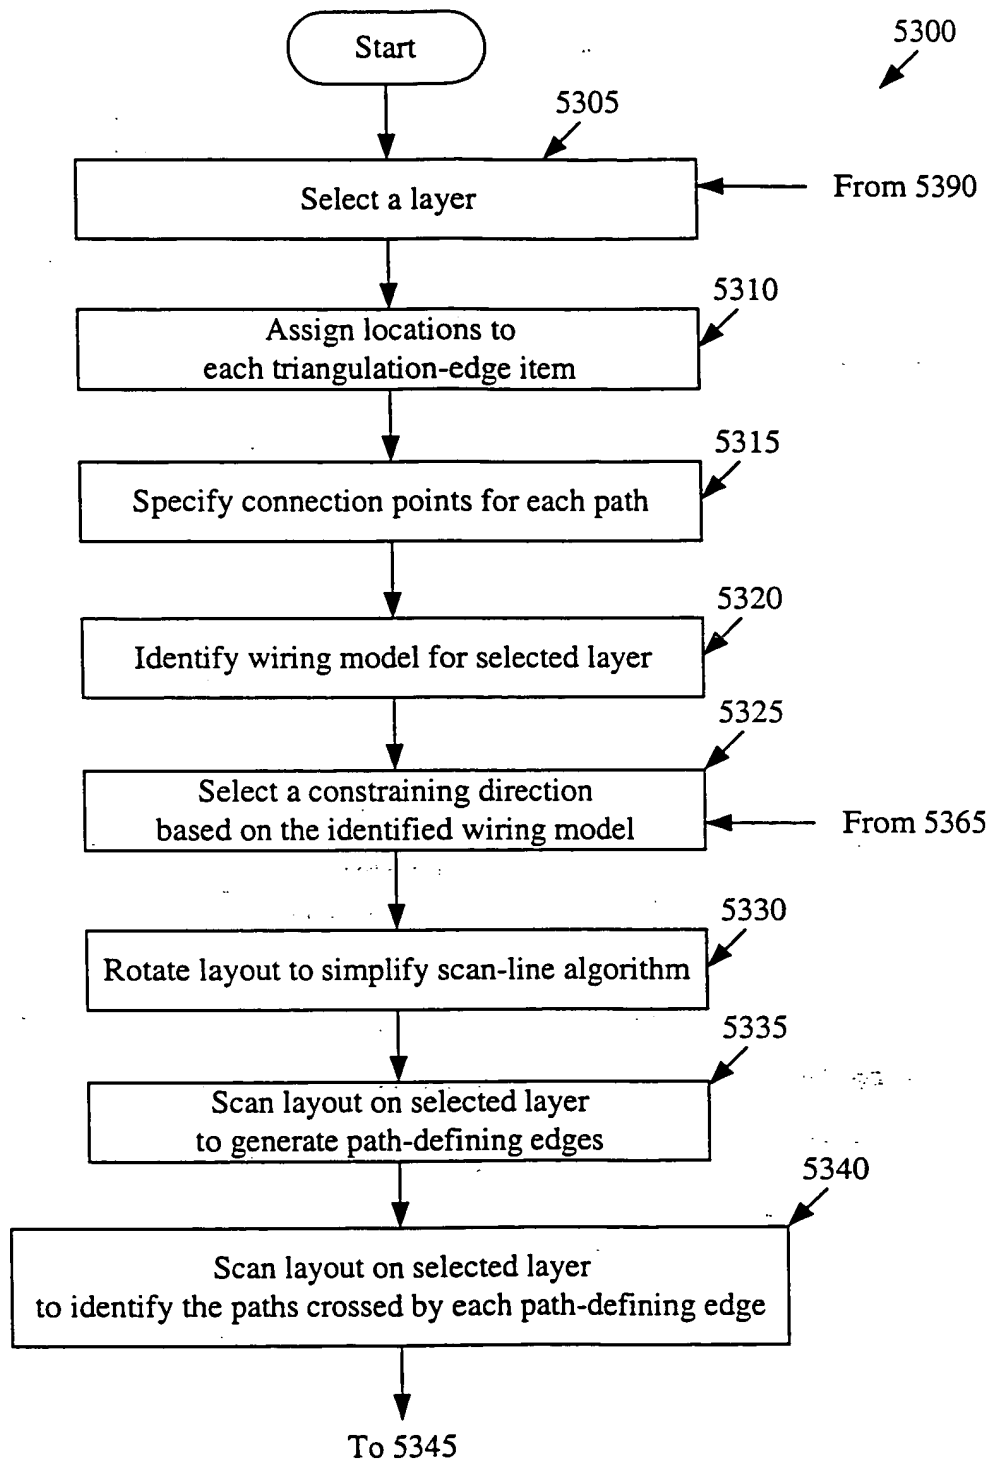 Start
5300
5305
Select a layer
From 5390
5310
Assign locations to
each triangulation-edge item
5315
Specify connection points for each path
5320
Identify wiring model for selected layer
5325
Select a constraining direction
based on the identified wiring model
From 5365
5330
Rotate layout to simplify scan-line algorithm
5335
Scan layout on selected layer
to generate path-defining edges
5340
Scan layout on selected layer
to identify the paths crossed by each path-defining edge
To 5345